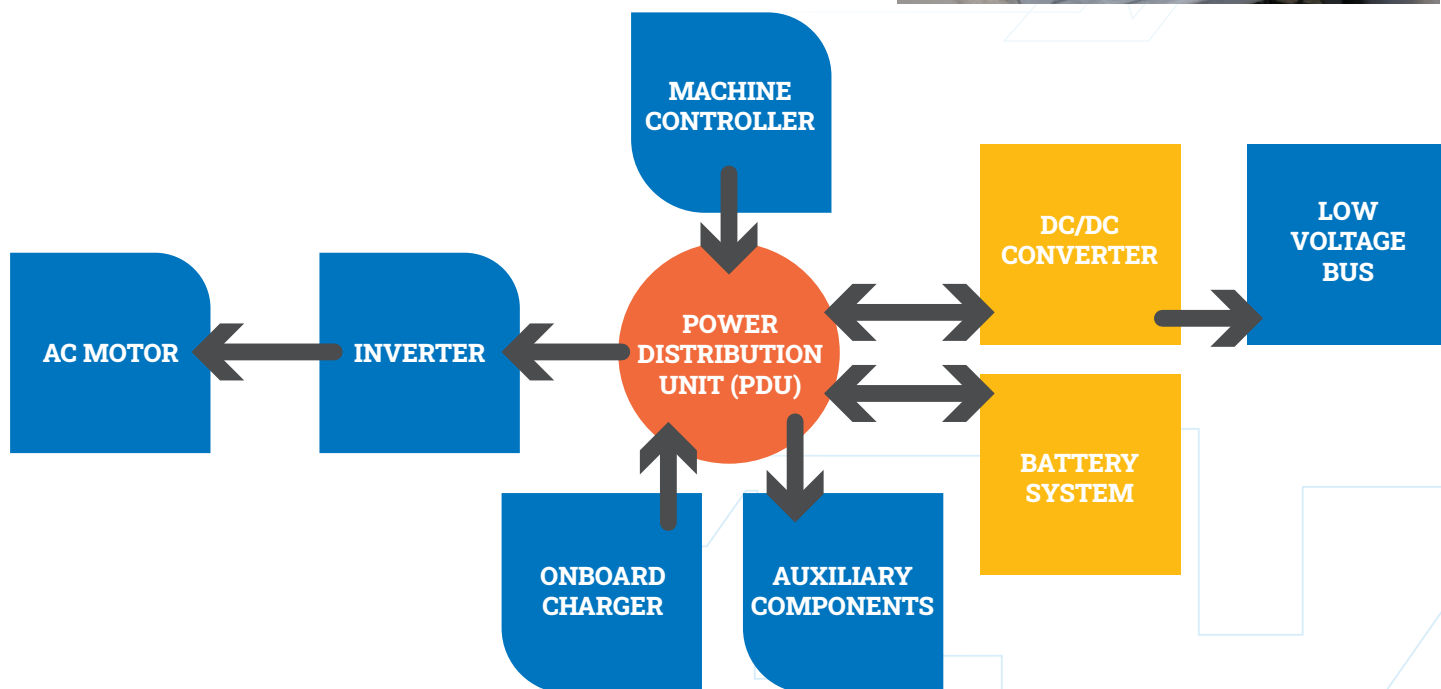 MACHINE
CONTROLLER
DC/DC
CONVERTER
LOW
VOLTAGE
BUS
AC MOTOR
INVERTER
POWER
DISTRIBUTION
UNIT (PDU)
BATTERY
SYSTEM
ONBOARD
CHARGER
AUXILIARY
COMPONENTS